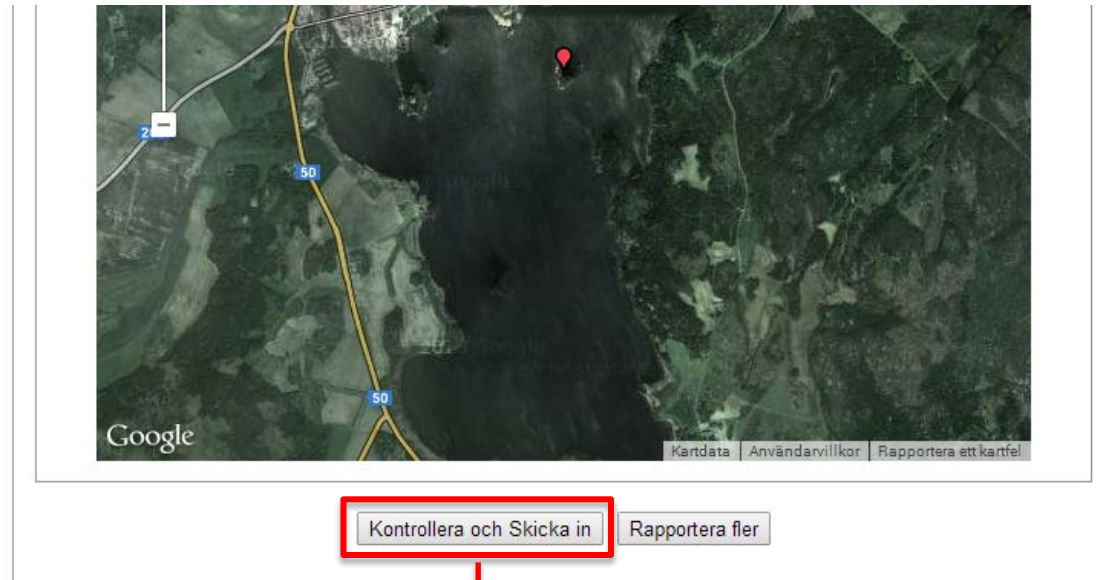 50
50
Google
Kartdata Användarvillkor Rapportera ett kartfel
Kontrollera och Skicka in Rapportera fler